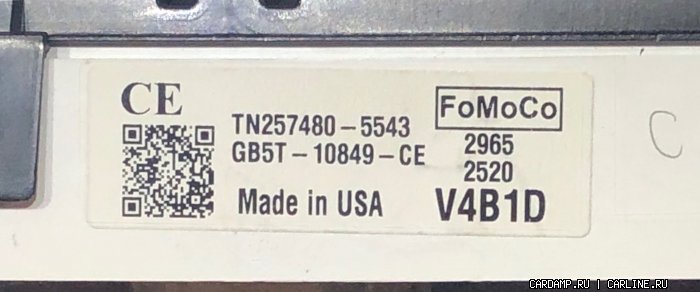 CE
TN257480-5543
GB5T-10849-CE
Made in USA
FoMoCo
2965
2520
V4B1D
C
CARDAMP.RU | CARLINE.RU